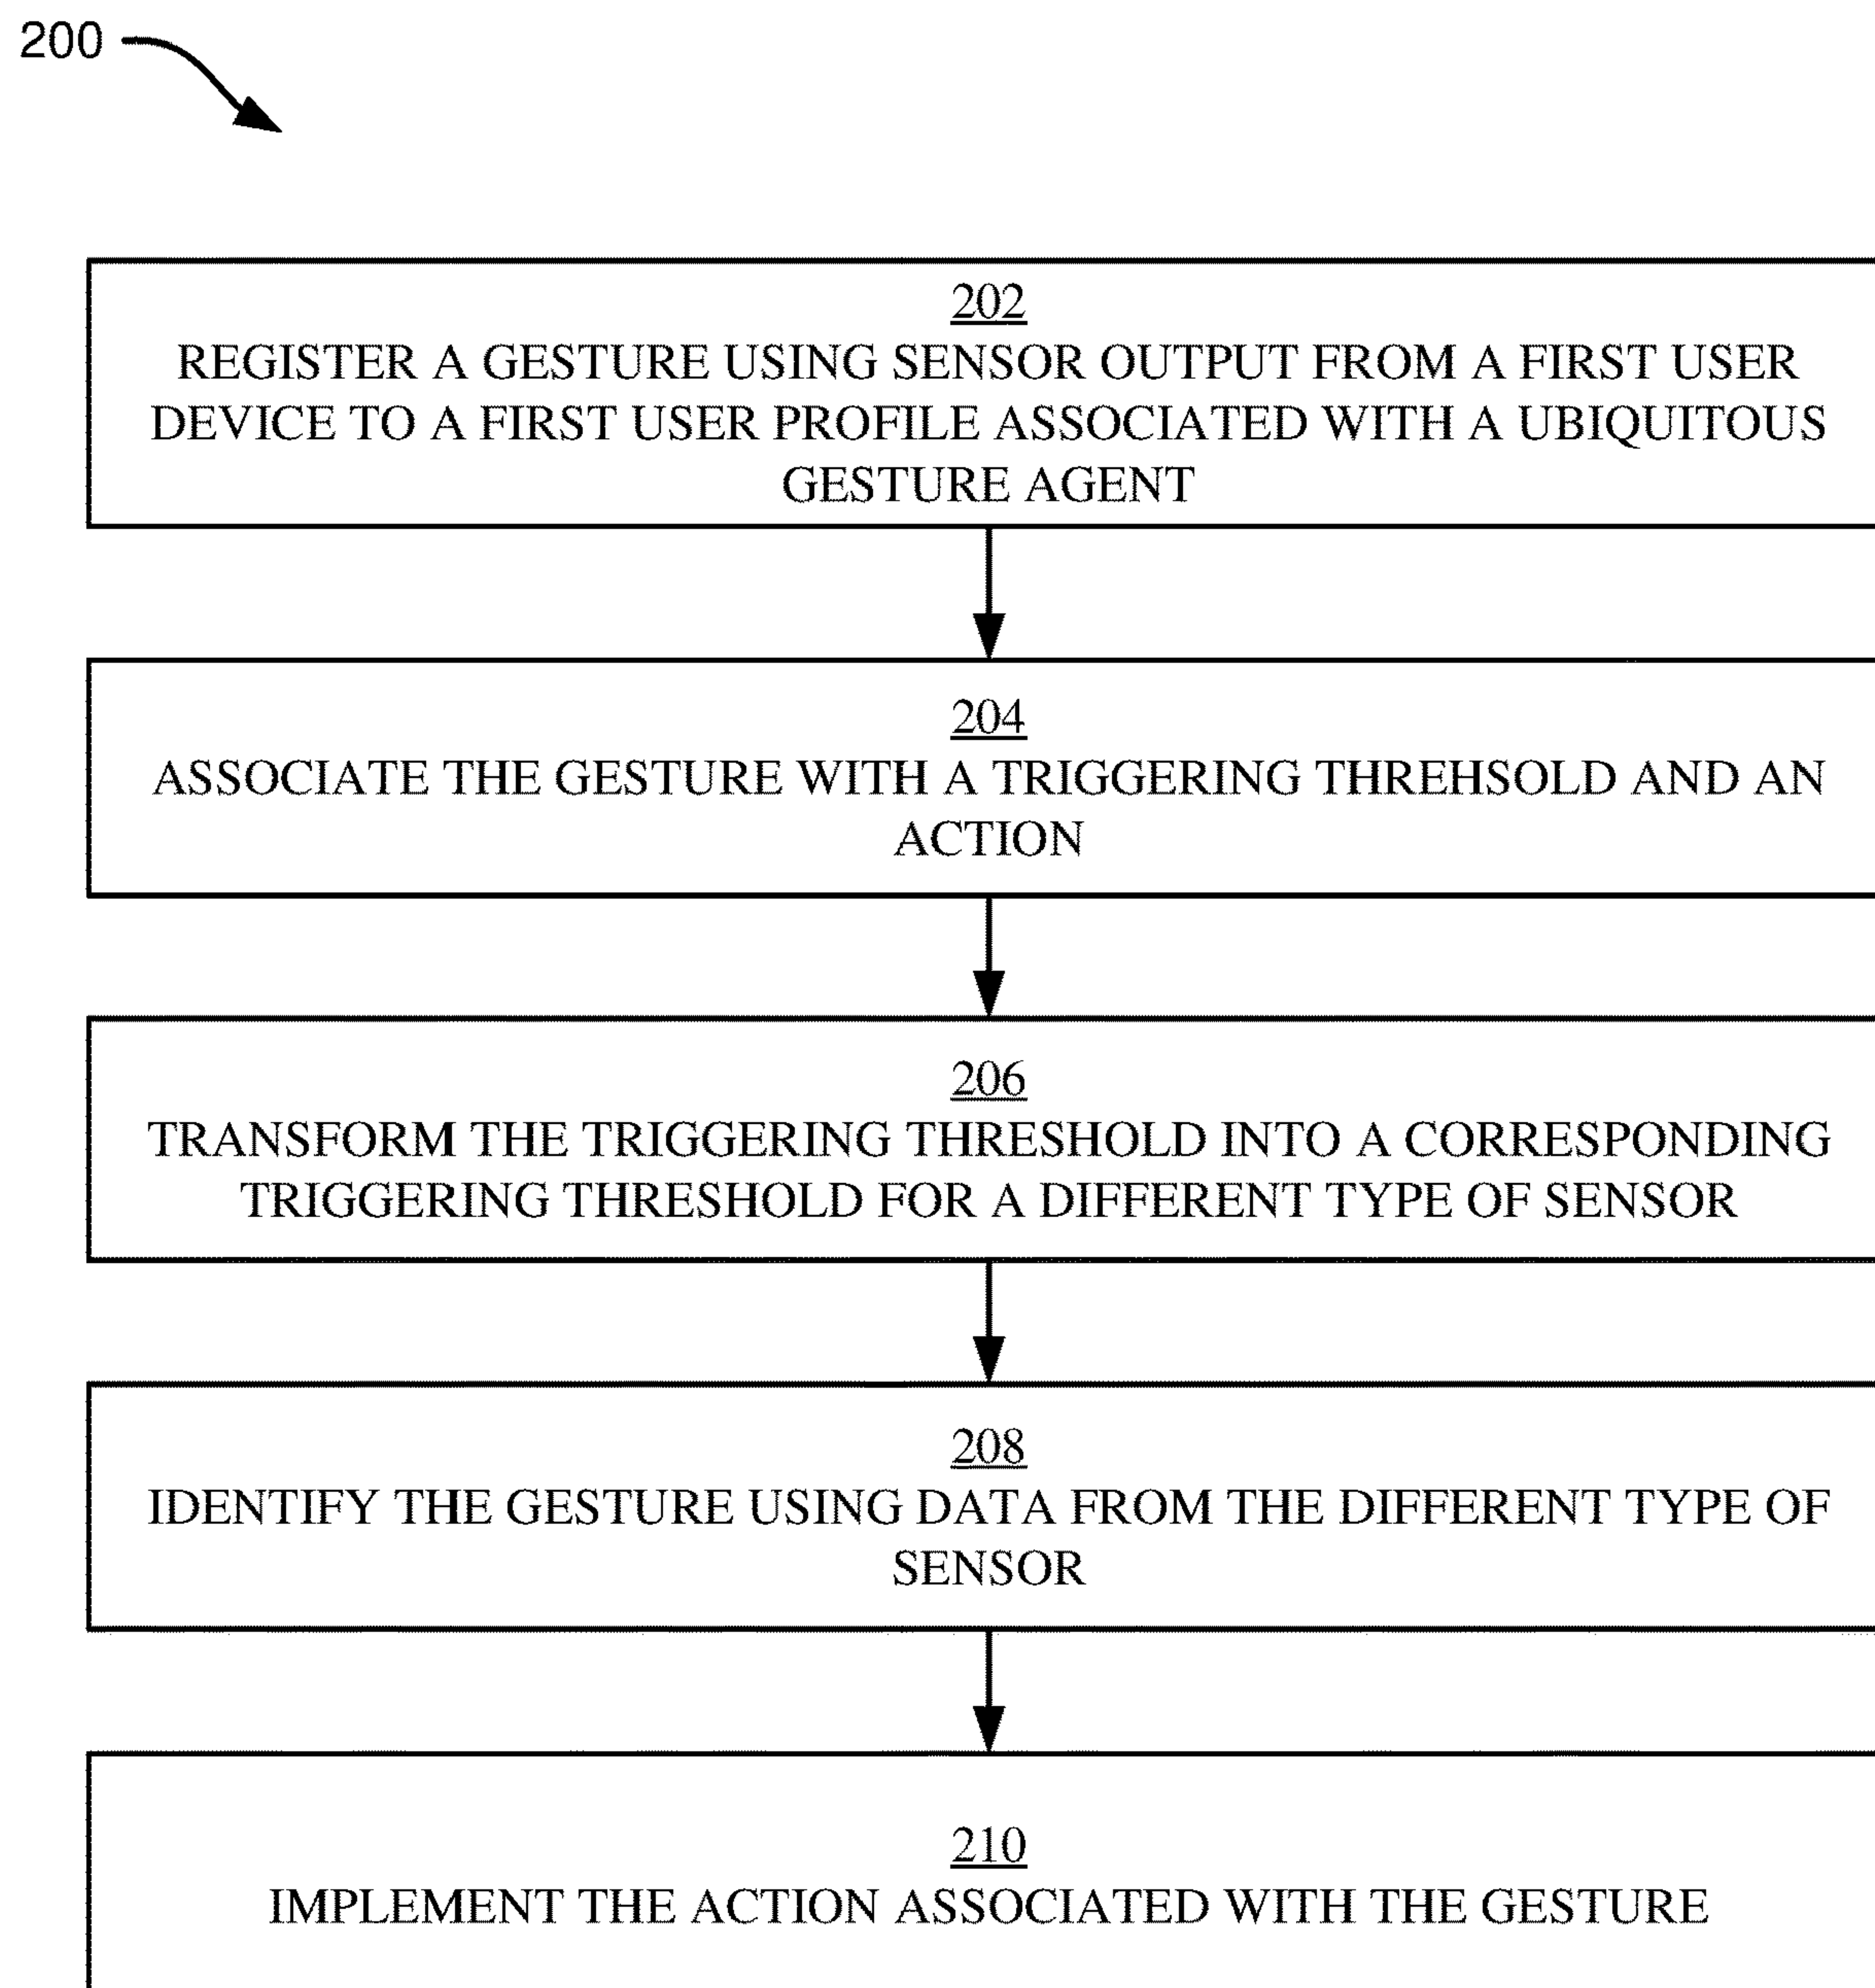 200
202
REGISTER A GESTURE USING SENSOR OUTPUT FROM A FIRST USER
DEVICE TO A FIRST USER PROFILE ASSOCIATED WITH A UBIQUITOUS
GESTURE AGENT
204
ASSOCIATE THE GESTURE WITH A TRIGGERING THREHSOLD AND AN
ACTION
206
TRANSFORM THE TRIGGERING THRESHOLD INTO A CORRESPONDING
TRIGGERING THRESHOLD FOR A DIFFERENT TYPE OF SENSOR
208
IDENTIFY THE GESTURE USING DATA FROM THE DIFFERENT TYPE OF
SENSOR
210
IMPLEMENT THE ACTION ASSOCIATED WITH THE GESTURE